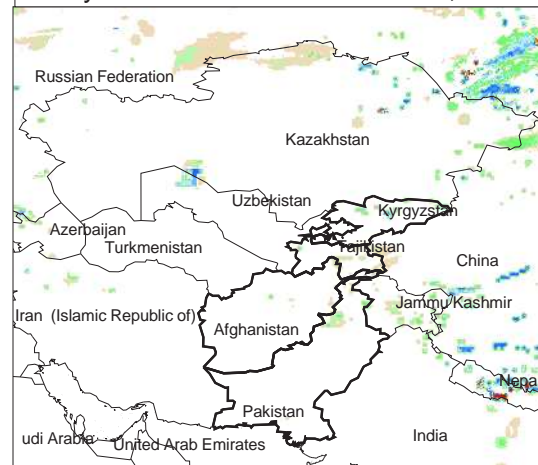 Russian Federation
Kazakhstan
Uzbekistan
Kyrgyzstan
Azerbaijan
Turkmenistan
Tajikistan
China
Jammu/Kashmir
Iran (Islamic Republic of)
Afghanistan
Nepa
Pakistan
India
udi Arabia
United Arab Emirates